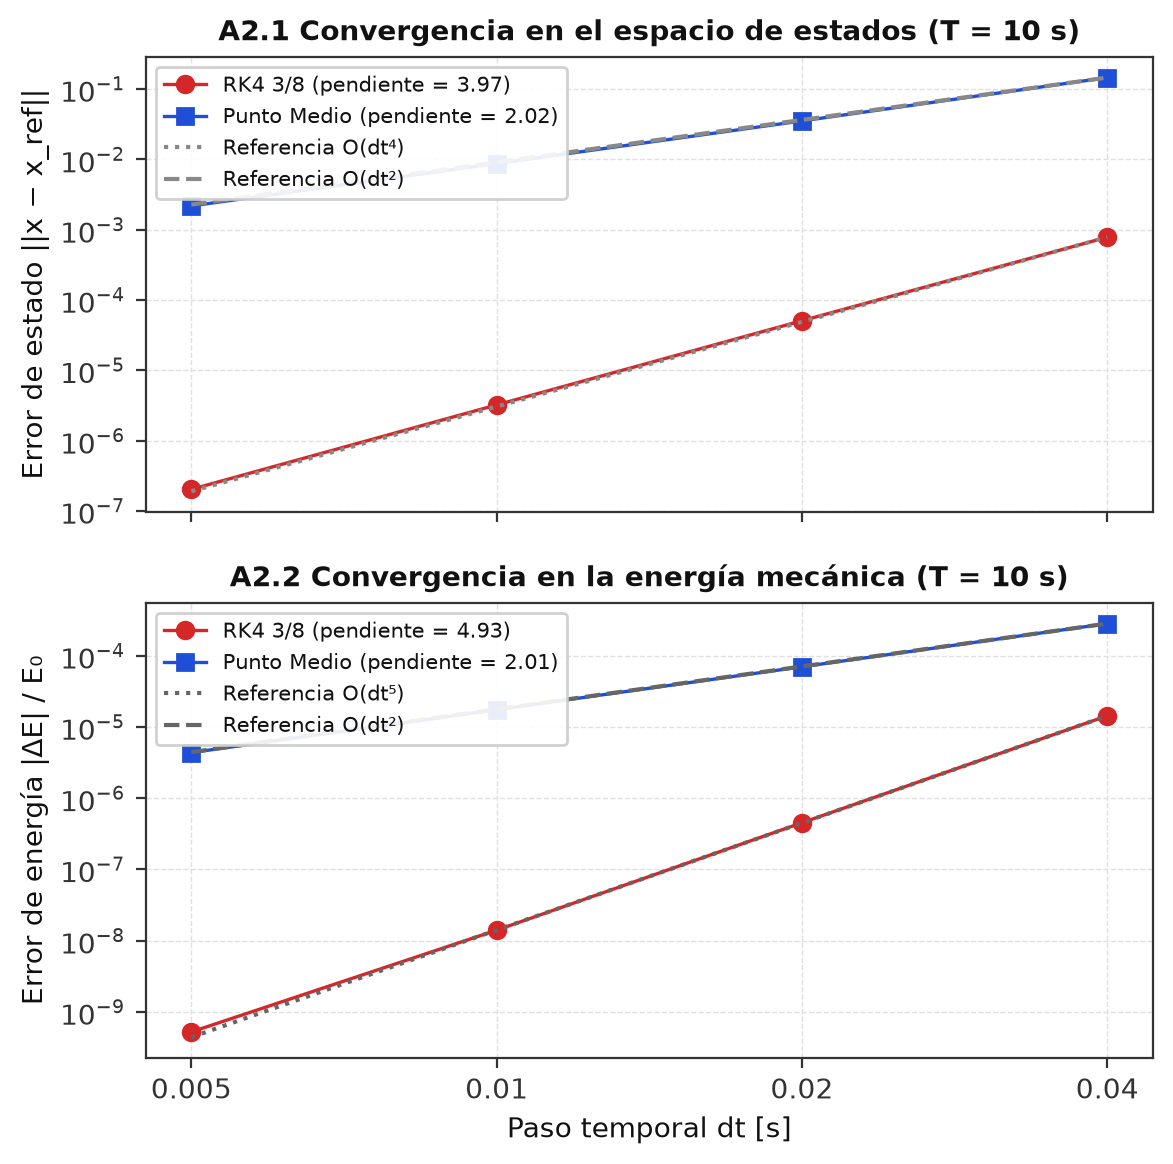 A2.1 Convergencia en el espacio de estados (T = 10 s)
RK4 3/8 (pendiente = 3.97)
Punto Medio (pendiente = 2.02)
Referencia O(dt⁴)
Referencia O(dt²)
Error de estado ||x − x_ref||
10⁻¹
10⁻²
10⁻³
10⁻⁴
10⁻⁵
10⁻⁶
10⁻⁷
A2.2 Convergencia en la energía mecánica (T = 10 s)
RK4 3/8 (pendiente = 4.93)
Punto Medio (pendiente = 2.01)
Referencia O(dt⁵)
Referencia O(dt²)
Error de energía |ΔE| / E₀
10⁻⁴
10⁻⁵
10⁻⁶
10⁻⁷
10⁻⁸
10⁻⁹
0.005 0.01 0.02 0.04
Paso temporal dt [s]